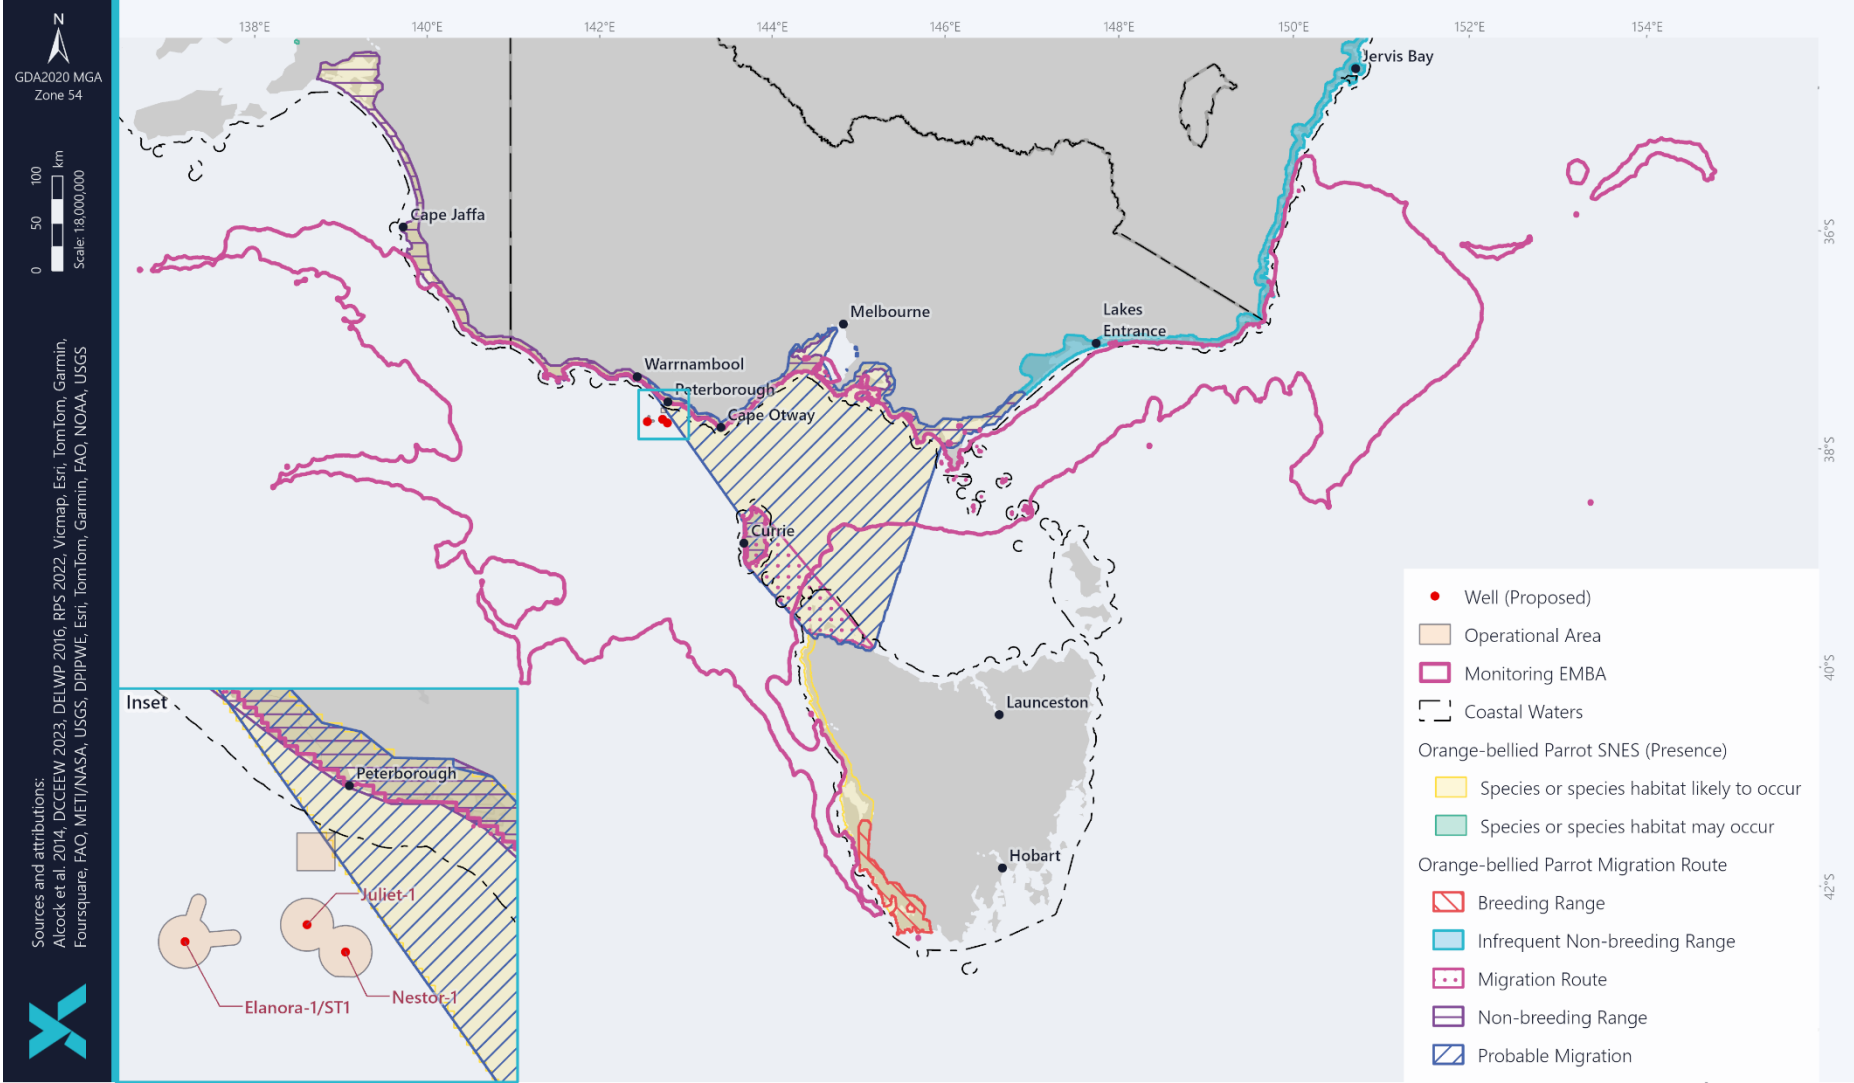 N
GDA2020 MGA
Zone 54
0 50 100 km
Scale: 1:8,000,000
Sources and attributions:
Alcock et al. 2014, DCCEEW 2023, DELWP 2016, RPS 2022, Vicmap, Esri, TomTom, Garmin,
Foursquare, FAO, METI/NASA, USGS, DPIPWE, Esri, TomTom, Garmin, FAO, NOAA, USGS
138°E 140°E 142°E 144°E 146°E 148°E 150°E 152°E 154°E
36°S
38°S
40°S
42°S
Jervis Bay
Cape Jaffa
Melbourne
Lakes
Entrance
Warrnambool
Peterborough
Cape Otway
Currie
Launceston
Hobart
Inset
Peterborough
Juliet-1
Nestor-1
Elanora-1/ST1
Well (Proposed)
Operational Area
Monitoring EMBA
Coastal Waters
Orange-bellied Parrot SNES (Presence)
Species or species habitat likely to occur
Species or species habitat may occur
Orange-bellied Parrot Migration Route
Breeding Range
Infrequent Non-breeding Range
Migration Route
Non-breeding Range
Probable Migration